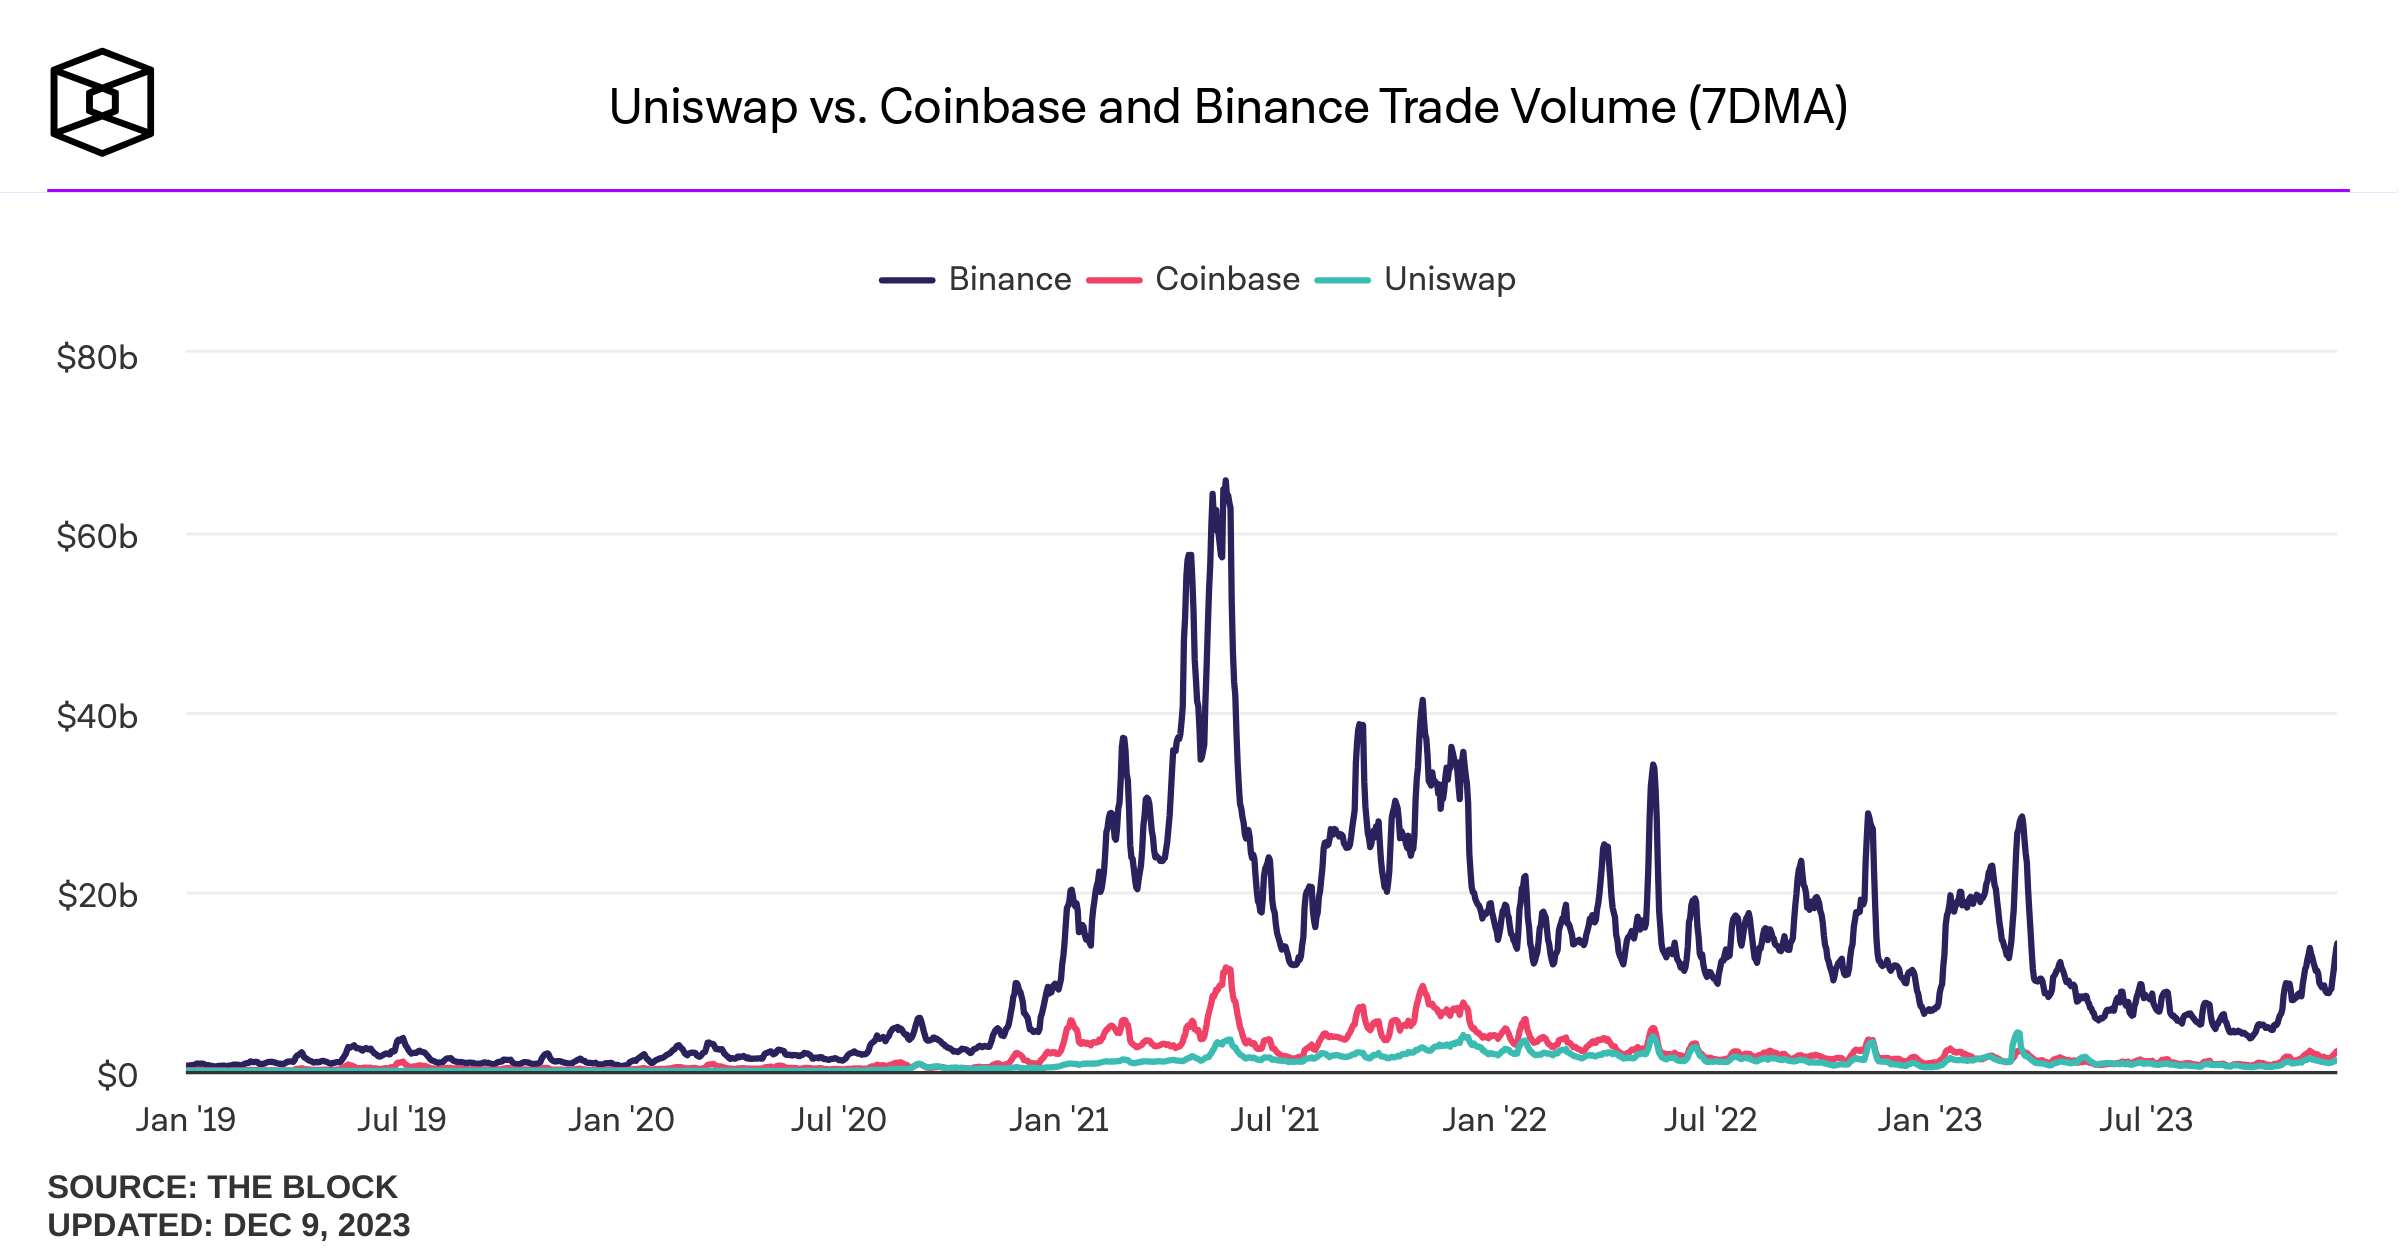 Uniswap vs. Coinbase and Binance Trade Volume (7DMA)
Binance Coinbase Uniswap
$80b
$60b
$40b
$20b
$0
Jan '19 Jul '19 Jan '20 Jul '20 Jan '21 Jul '21 Jan '22 Jul '22 Jan '23 Jul '23
SOURCE: THE BLOCK
UPDATED: DEC 9, 2023